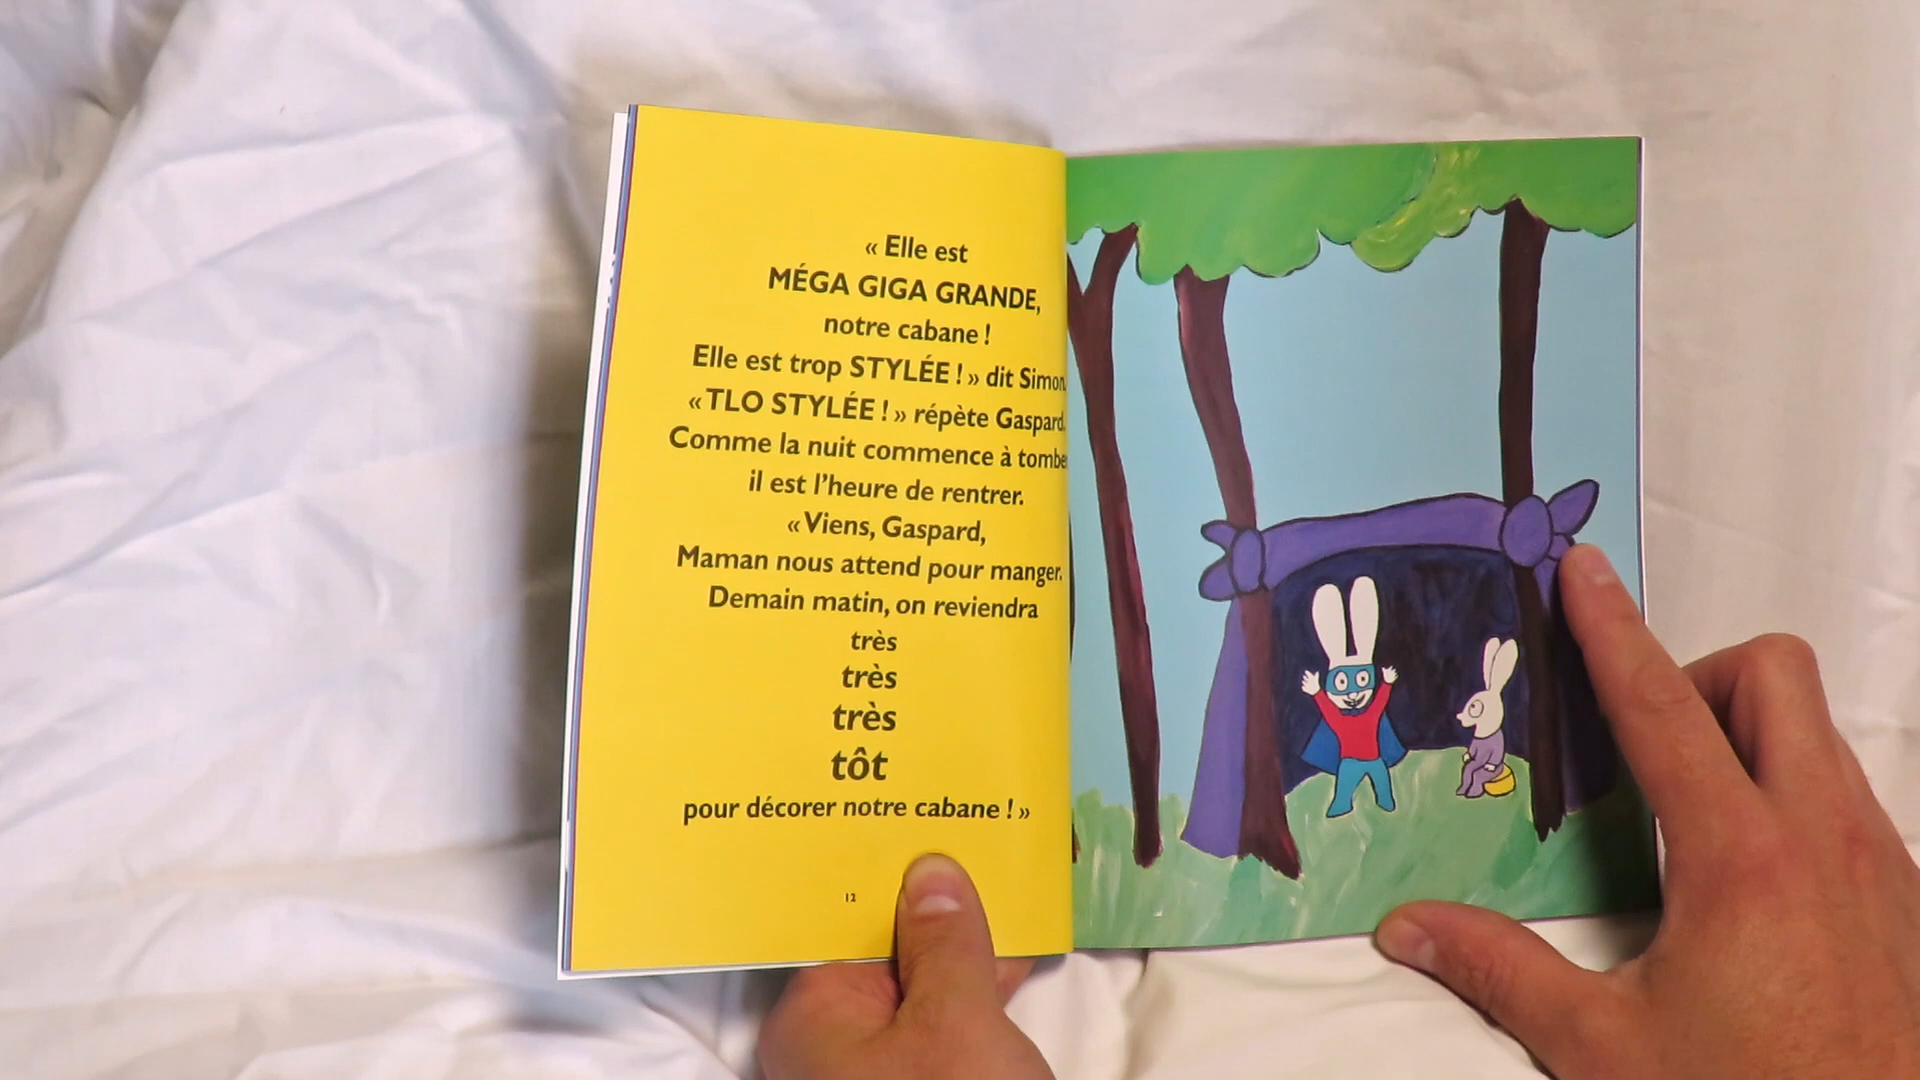 « Elle est
MÉGA GIGA GRANDE,
notre cabane !
Elle est trop STYLÉE ! » dit Simon.
« TLO STYLÉE ! » répète Gaspard.
Comme la nuit commence à tombe
il est l’heure de rentrer.
« Viens, Gaspard,
Maman nous attend pour manger.
Demain matin, on reviendra
très
très
très
tôt
pour décorer notre cabane ! »
12